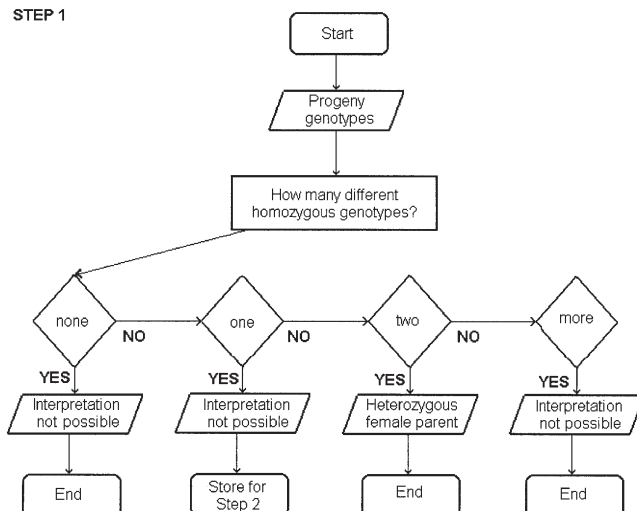 STEP 1
Start
Progeny
genotypes
How many different
homozygous genotypes?
none
NO
one
NO
two
NO
more
YES
YES
YES
YES
Interpretation
not possible
Interpretation
not possible
Heterozygous
female parent
Interpretation
not possible
End
Store for
Step 2
End
End